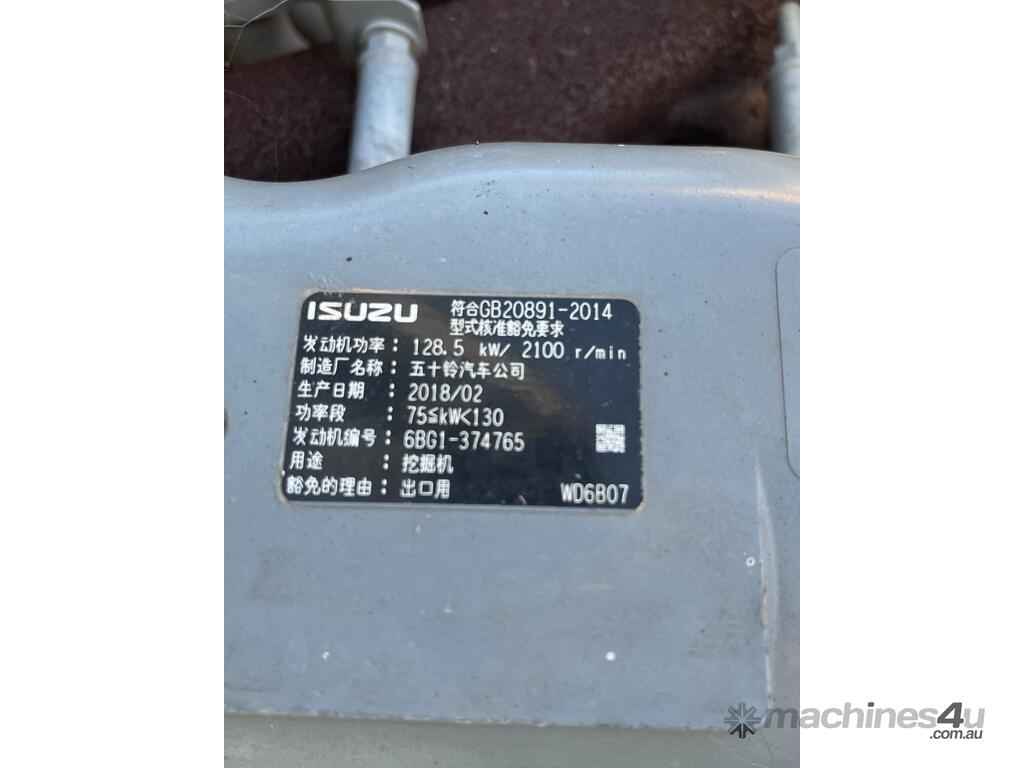 ISUZU 符合GB20891-2014
型式核准豁免要求
发动机功率: 128.5 kW/ 2100 r/min
制造厂名称: 五十铃汽车公司
生产日期 : 2018/02
功率段 : 75≦kW<130
发动机编号: 6BG1-374765
用途 : 挖掘机
豁免的理由: 出口用 WD6B07
machines4u
.com.au